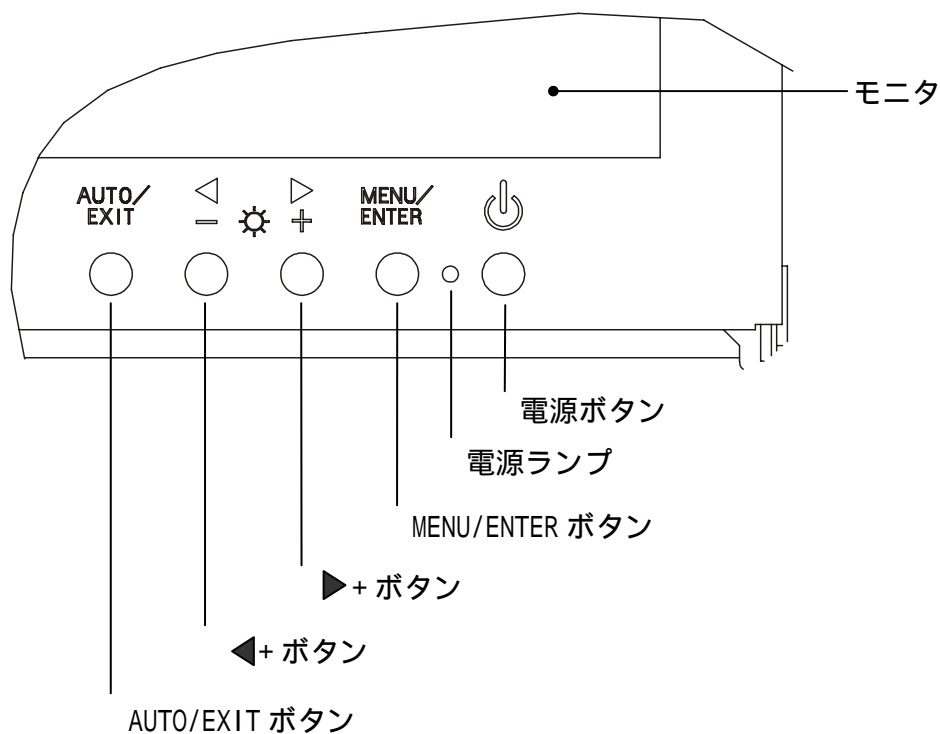 モニタ
AUTO/
EXIT
◁ ▷
− +
MENU/
ENTER
電源ボタン
電源ランプ
MENU/ENTER ボタン
▶+ ボタン
◀+ ボタン
AUTO/EXIT ボタン